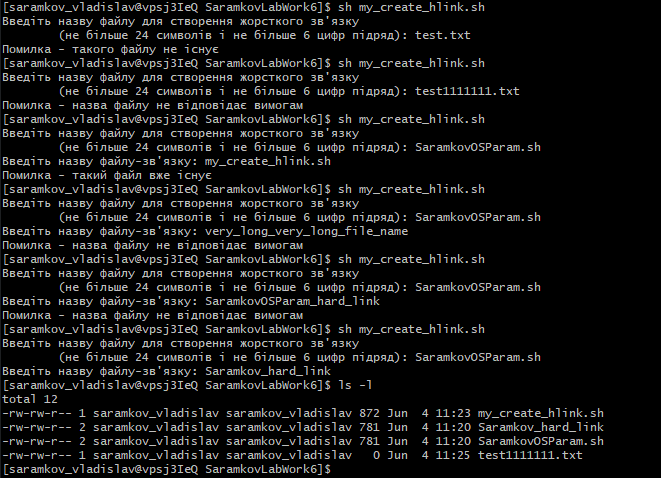 [saramkov_vladislav@vpsj3IeQ SaramkovLabWork6]$ sh my_create_hlink.sh
Введіть назву файлу для створення жорсткого зв'язку
(не більше 24 символів і не більше 6 цифр підряд): test.txt
Помилка - такого файлу не існує
[saramkov_vladislav@vpsj3IeQ SaramkovLabWork6]$ sh my_create_hlink.sh
Введіть назву файлу для створення жорсткого зв'язку
(не більше 24 символів і не більше 6 цифр підряд): test1111111.txt
Помилка - назва файлу не відповідає вимогам
[saramkov_vladislav@vpsj3IeQ SaramkovLabWork6]$ sh my_create_hlink.sh
Введіть назву файлу для створення жорсткого зв'язку
(не більше 24 символів і не більше 6 цифр підряд): SaramkovOSParam.sh
Введіть назву файлу-зв'язку: my_create_hlink.sh
Помилка - такий файл вже існує
[saramkov_vladislav@vpsj3IeQ SaramkovLabWork6]$ sh my_create_hlink.sh
Введіть назву файлу для створення жорсткого зв'язку
(не більше 24 символів і не більше 6 цифр підряд): SaramkovOSParam.sh
Введіть назву файлу-зв'язку: very_long_very_long_file_name
Помилка - назва файлу не відповідає вимогам
[saramkov_vladislav@vpsj3IeQ SaramkovLabWork6]$ sh my_create_hlink.sh
Введіть назву файлу для створення жорсткого зв'язку
(не більше 24 символів і не більше 6 цифр підряд): SaramkovOSParam.sh
Введіть назву файлу-зв'язку: SaramkovOSParam_hard_link
Помилка - назва файлу не відповідає вимогам
[saramkov_vladislav@vpsj3IeQ SaramkovLabWork6]$ sh my_create_hlink.sh
Введіть назву файлу для створення жорсткого зв'язку
(не більше 24 символів і не більше 6 цифр підряд): SaramkovOSParam.sh
Введіть назву файлу-зв'язку: Saramkov_hard_link
[saramkov_vladislav@vpsj3IeQ SaramkovLabWork6]$ ls -l
total 12
-rw-rw-r-- 1 saramkov_vladislav saramkov_vladislav 872 Jun  4 11:23 my_create_hlink.sh
-rw-rw-r-- 2 saramkov_vladislav saramkov_vladislav 781 Jun  4 11:20 Saramkov_hard_link
-rw-rw-r-- 2 saramkov_vladislav saramkov_vladislav 781 Jun  4 11:20 SaramkovOSParam.sh
-rw-rw-r-- 1 saramkov_vladislav saramkov_vladislav   0 Jun  4 11:25 test1111111.txt
[saramkov_vladislav@vpsj3IeQ SaramkovLabWork6]$